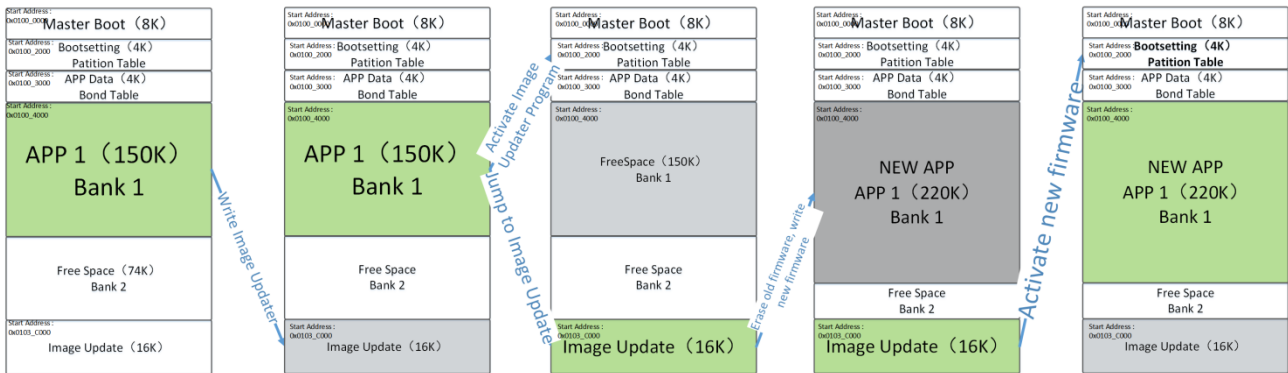 Start Address :
0x0100_0000
Master Boot（8K）
Start Address :
0x0100_2000
Bootsetting（4K）
Patition Table
Start Address :
0x0100_3000
APP Data（4K）
Bond Table
Start Address :
0x0100_4000
APP 1（150K）
Bank 1
Free Space（74K）
Bank 2
Start Address :
0x0103_C000
Image Update（16K）
Write Image Updater
Start Address :
0x0100_0000
Master Boot（8K）
Start Address :
0x0100_2000
Bootsetting（4K）
Patition Table
Start Address :
0x0100_3000
APP Data（4K）
Bond Table
Start Address :
0x0100_4000
APP 1（150K）
Bank 1
Free Space
Bank 2
Start Address :
0x0103_C000
Image Update（16K）
Activate Image
Updater Program
Jump to Image Update
Start Address :
0x0100_0000
Master Boot（8K）
Start Address :
0x0100_2000
Bootsetting（4K）
Patition Table
Start Address :
0x0100_3000
APP Data（4K）
Bond Table
Start Address :
0x0100_4000
FreeSpace（150K）
Bank 1
Free Space
Bank 2
Start Address :
0x0103_C000
Image Update（16K）
Erase old firmware, write
new firmware
Start Address :
0x0100_0000
Master Boot（8K）
Start Address :
0x0100_2000
Bootsetting（4K）
Patition Table
Start Address :
0x0100_3000
APP Data（4K）
Bond Table
Start Address :
0x0100_4000
NEW APP
APP 1（220K）
Bank 1
Free Space
Bank 2
Start Address :
0x0103_C000
Image Update（16K）
Activate new firmware
Start Address :
0x0100_0000
Master Boot（8K）
Start Address :
0x0100_2000
Bootsetting（4K）
Patition Table
Start Address :
0x0100_3000
APP Data（4K）
Bond Table
Start Address :
0x0100_4000
NEW APP
APP 1（220K）
Bank 1
Free Space
Bank 2
Start Address :
0x0103_C000
Image Update（16K）